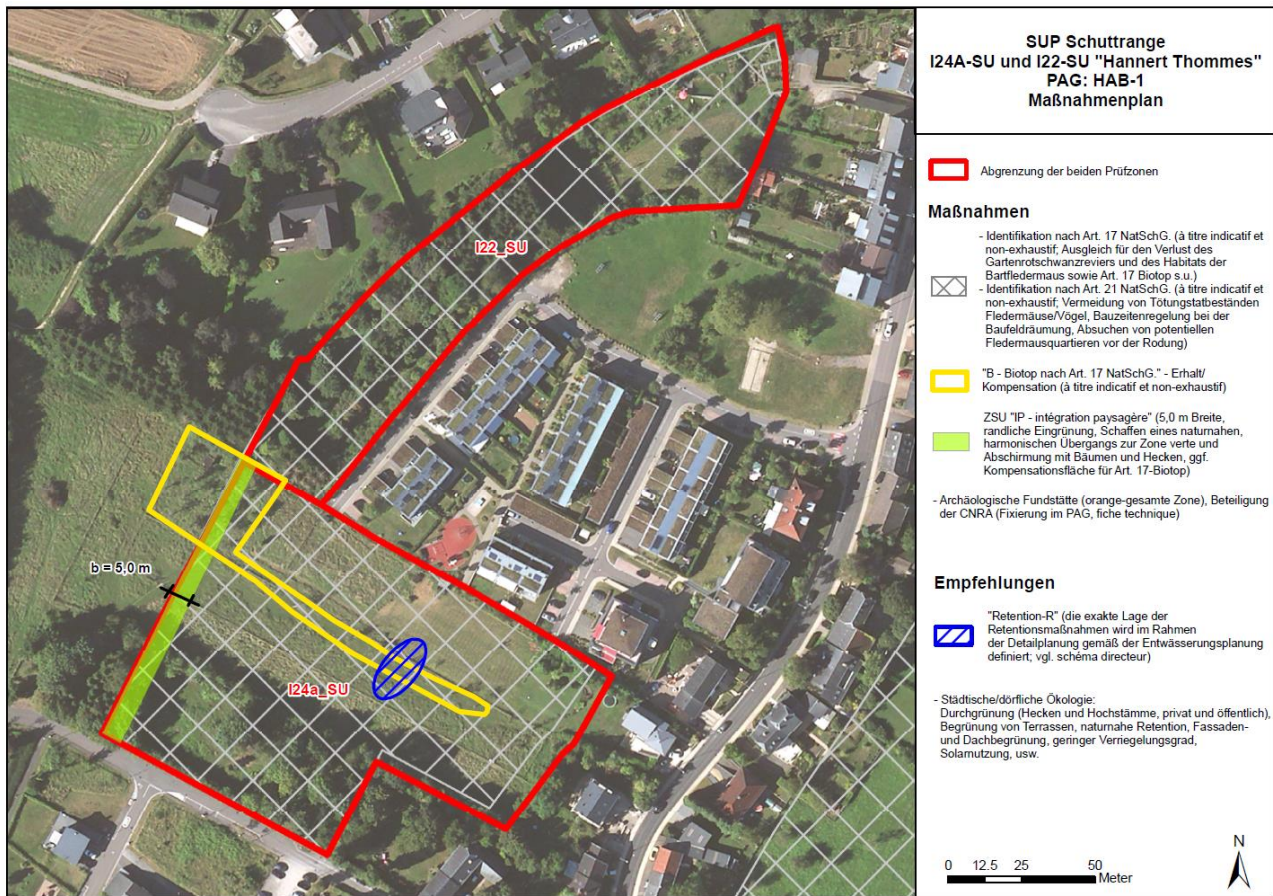 SUP Schuttrange
I24A-SU und I22-SU "Hannert Thommes"
PAG: HAB-1
Maßnahmenplan
Abgrenzung der beiden Prüfzonen
Maßnahmen
- Identifikation nach Art. 17 NatSchG. (à titre indicatif et
non-exhaustif; Ausgleich für den Verlust des
Gartenrotschwanzreviers und des Habitats der
Bartfledermaus sowie Art. 17 Biotop s.u.)
- Identifikation nach Art. 21 NatSchG. (à titre indicatif et
non-exhaustif; Vermeidung von Tötungstatbeständen
Fledermäuse/Vögel, Bauzeitenregelung bei der
Baufeldräumung, Absuchen von potentiellen
Fledermausquartieren vor der Rodung)
"B - Biotop nach Art. 17 NatSchG." - Erhalt/
Kompensation (à titre indicatif et non-exhaustif)
ZSU "IP - intégration paysagère" (5,0 m Breite,
randliche Eingrünung, Schaffen eines naturnahen,
harmonischen Übergangs zur Zone verte und
Abschirmung mit Bäumen und Hecken, ggf.
Kompensationsfläche für Art. 17-Biotop)
- Archäologische Fundstätte (orange-gesamte Zone), Beteiligung
der CNRA (Fixierung im PAG, fiche technique)
Empfehlungen
"Retention-R" (die exakte Lage der
Retentionsmaßnahmen wird im Rahmen
der Detailplanung gemäß der Entwässerungsplanung
definiert; vgl. schéma directeur)
- Städtische/dörfliche Ökologie:
Durchgrünung (Hecken und Hochstämme, privat und öffentlich),
Begrünung von Terrassen, naturnahe Retention, Fassaden-
und Dachbegrünung, geringer Verriegelungsgrad,
Solarnutzung, usw.
N
0 12.5 25 50
Meter
I22_SU
b = 5,0 m
I24a_SU